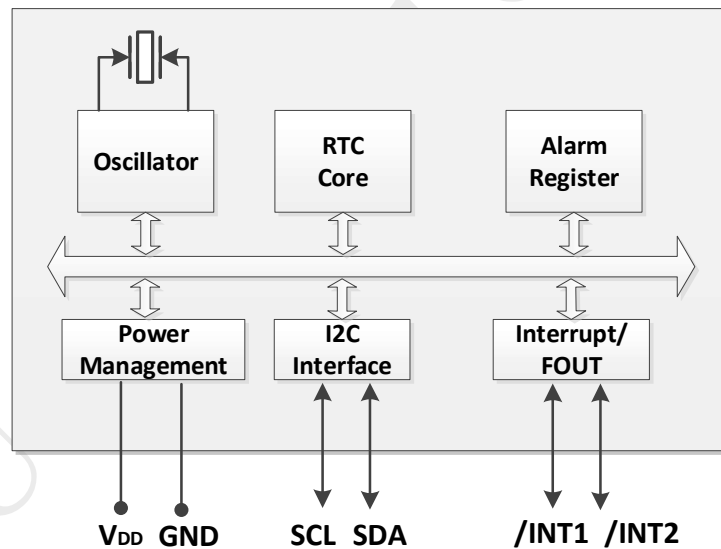 Oscillator
RTC
Core
Alarm
Register
Power
Management
I2C
Interface
Interrupt/
FOUT
VDD GND
SCL SDA
/INT1 /INT2